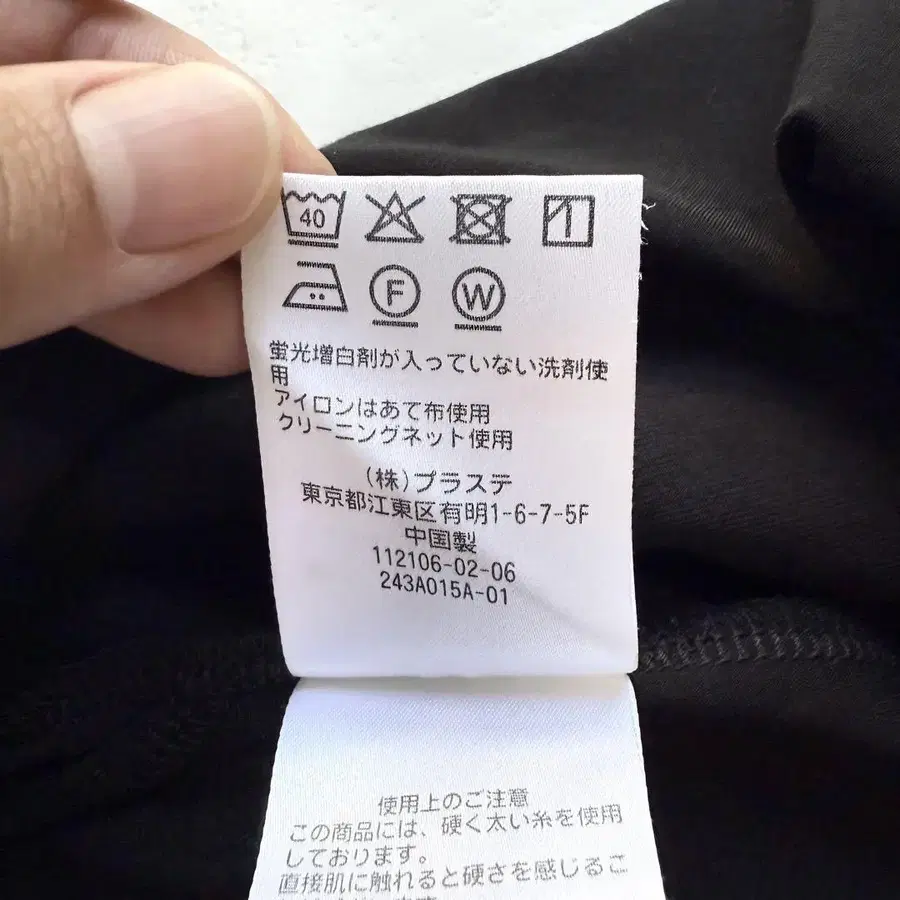 40
F W
蛍光増白剤が入っていない洗剤使
用
アイロンはあて布使用
クリーニングネット使用
(株)プラステ
東京都江東区有明1-6-7-5F
中国製
112106-02-06
243A015A-01
使用上のご注意
この商品には、硬く太い糸を使用
しております。
直接肌に触れると硬さを感じるこ